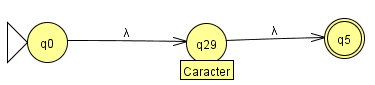 q0 λ q29 λ q5
Caracter